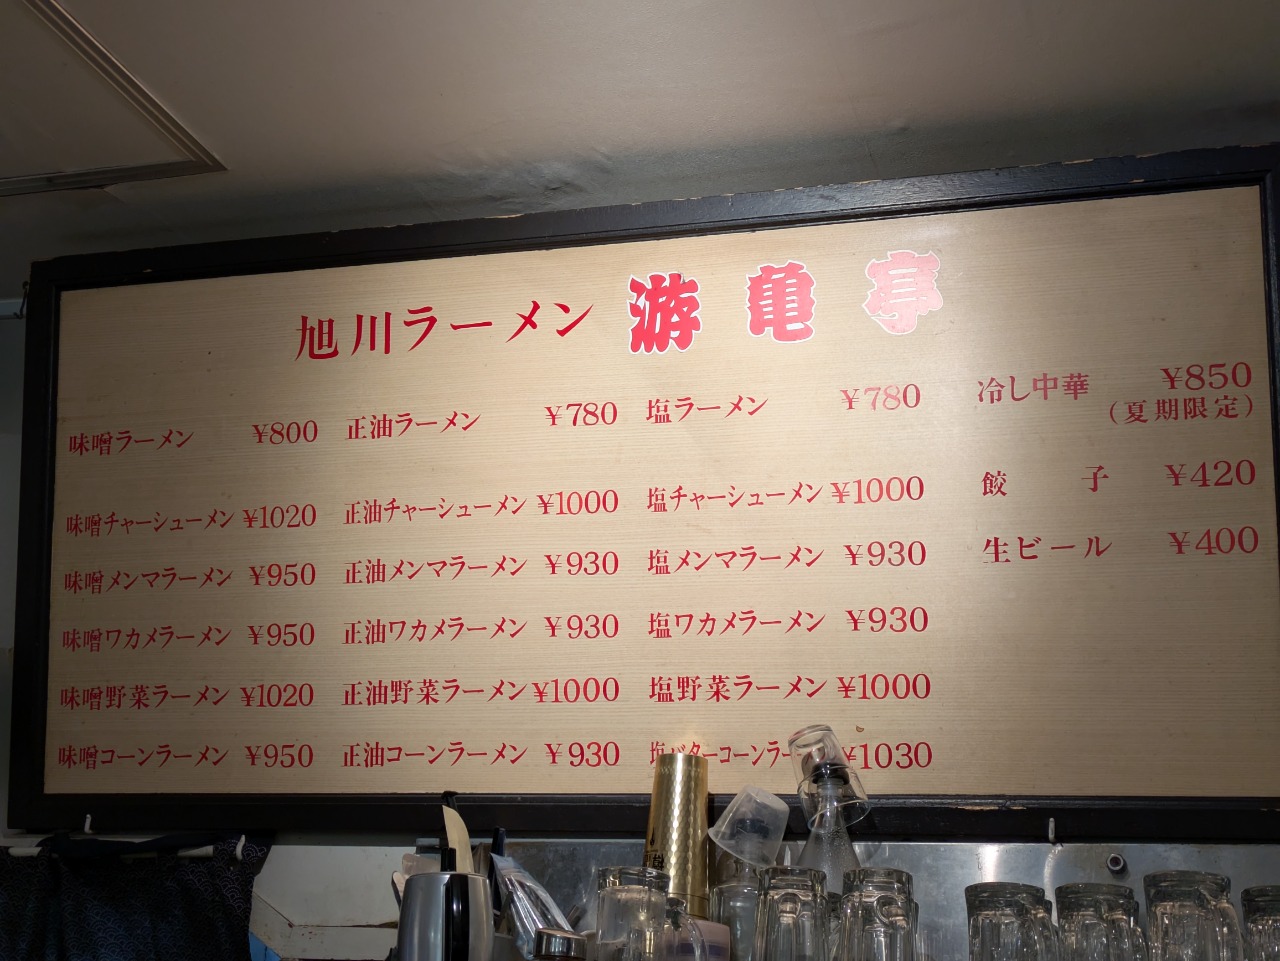 旭川ラーメン 游亀亭
味噌ラーメン ¥800 正油ラーメン ¥780 塩ラーメン ¥780 冷し中華 ¥850
(夏期限定)
味噌チャーシューメン ¥1020 正油チャーシューメン ¥1000 塩チャーシューメン ¥1000 餃子 ¥420
味噌メンマラーメン ¥950 正油メンマラーメン ¥930 塩メンマラーメン ¥930 生ビール ¥400
味噌ワカメラーメン ¥950 正油ワカメラーメン ¥930 塩ワカメラーメン ¥930
味噌野菜ラーメン ¥1020 正油野菜ラーメン ¥1000 塩野菜ラーメン ¥1000
味噌コーンラーメン ¥950 正油コーンラーメン ¥930 塩バターコーンラー ¥1030